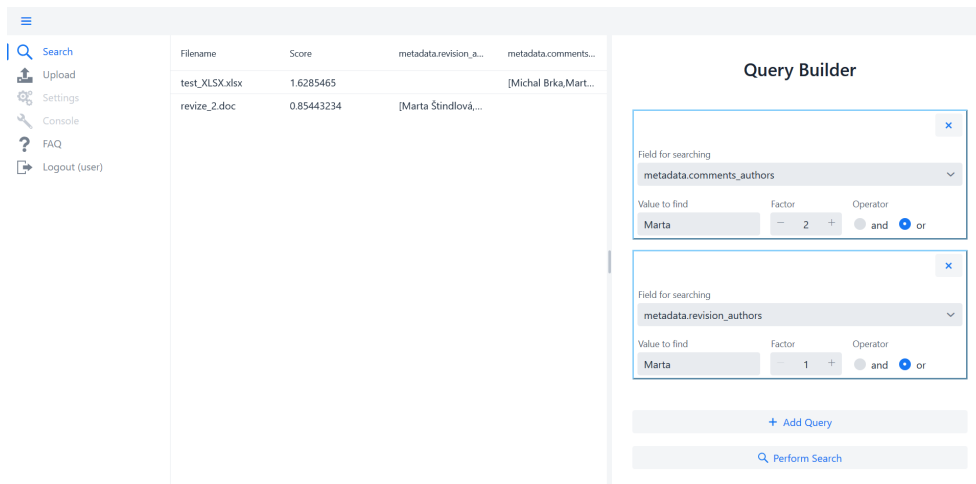 Search
Upload
Settings
Console
FAQ
Logout (user)
Filename Score metadata.revision_a... metadata.comments...
test_XLSX.xlsx 1.6285465 [Michal Brka,Mart...
revize_2.doc 0.85443234 [Marta Štindlová,...
Query Builder
Field for searching
metadata.comments_authors
Value to find Factor Operator
Marta - 2 + and or
Field for searching
metadata.revision_authors
Value to find Factor Operator
Marta - 1 + and or
+ Add Query
Perform Search